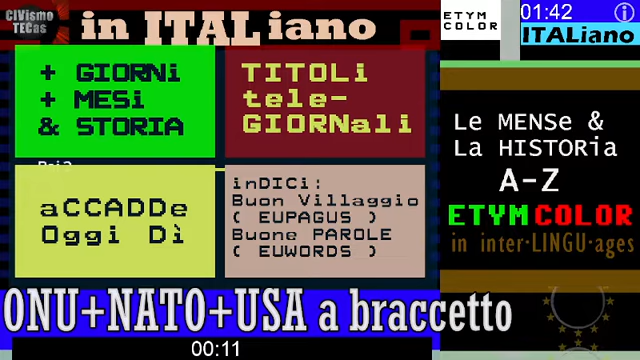 CIVismo
TECas
in ITALiano
ETYM
COLOR
01:42
ITALiano
+ GIORNi
+ MESi
& STORIA
TITOLi
tele-
GIORNali
Le MENSe &
La HISTORia
A-Z
ETYMCOLOR
in inter·LINGU·ages
aCCADDe
Oggi Dì
inDICi:
Buon Villaggio
( EUPAGUS )
Buone PAROLE
( EUWORDS )
ONU+NATO+USA a braccetto
00:11